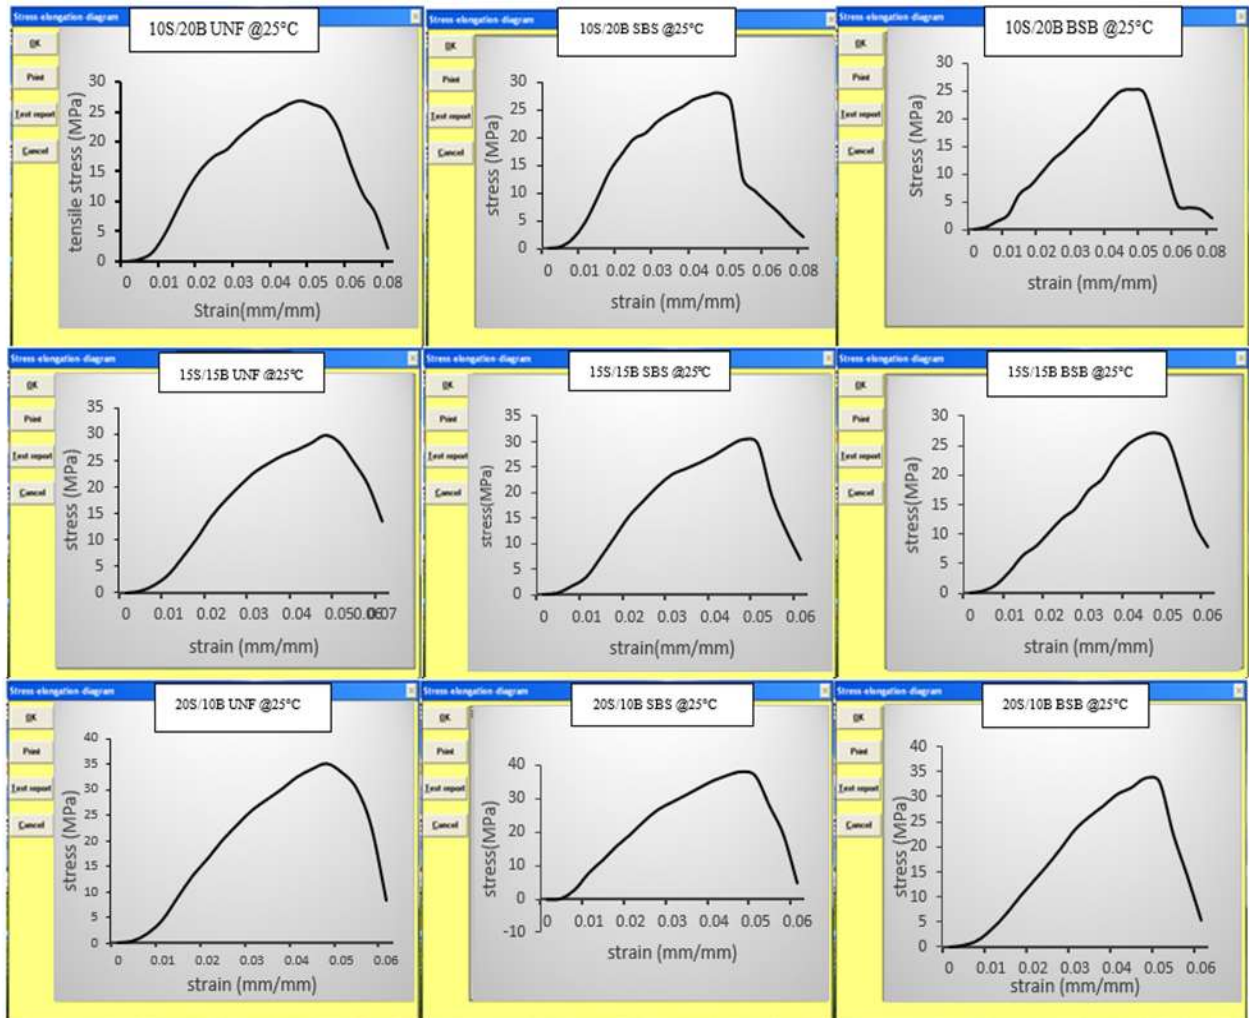 10S/20B UNF @25°C
OK
Print
Test report
Cancel
tensile stress (MPa)
30
25
20
15
10
5
0
0 0.01 0.02 0.03 0.04 0.05 0.06 0.08
Strain(mm/mm)
10S/20B SBS @25°C
OK
Print
Test report
Cancel
stress (MPa)
30
25
20
15
10
5
0
0 0.01 0.02 0.03 0.04 0.05 0.06 0.08
strain (mm/mm)
10S/20B BSB @25°C
OK
Print
Test report
Cancel
Stress (MPa)
30
25
20
15
10
5
0
0 0.01 0.02 0.03 0.04 0.05 0.06 0.08
strain (mm/mm)
Stress-elongation-diagram
15S/15B UNF @25°C
OK
Print
Test report
Cancel
stress (MPa)
35
30
25
20
15
10
5
0
0 0.01 0.02 0.03 0.04 0.05 0.06 0.07
strain (mm/mm)
Stress-elongation-diagram
15S/15B SBS @25°C
OK
Print
Test report
Cancel
stress(MPa)
35
30
25
20
15
10
5
0
0 0.01 0.02 0.03 0.04 0.05 0.06
strain(mm/mm)
Stress-elongation-diagram
15S/15B BSB @25°C
OK
Print
Test report
Cancel
stress(MPa)
30
25
20
15
10
5
0
0 0.01 0.02 0.03 0.04 0.05 0.06
strain (mm/mm)
Stress-elongation-diagram
20S/10B UNF @25°C
OK
Print
Test report
Cancel
stress (MPa)
40
35
30
25
20
15
10
5
0
0 0.01 0.02 0.03 0.04 0.05 0.06
strain (mm/mm)
Stress-elongation-diagram
20S/10B SBS @25°C
OK
Print
Test report
Cancel
stress(MPa)
40
30
20
10
0
-10
0 0.01 0.02 0.03 0.04 0.05 0.06
strain (mm/mm)
Stress-elongation-diagram
20S/10B BSB @25°C
OK
Print
Test report
Cancel
stress (MPa)
40
35
30
25
20
15
10
5
0
0 0.01 0.02 0.03 0.04 0.05 0.06
strain (mm/mm)